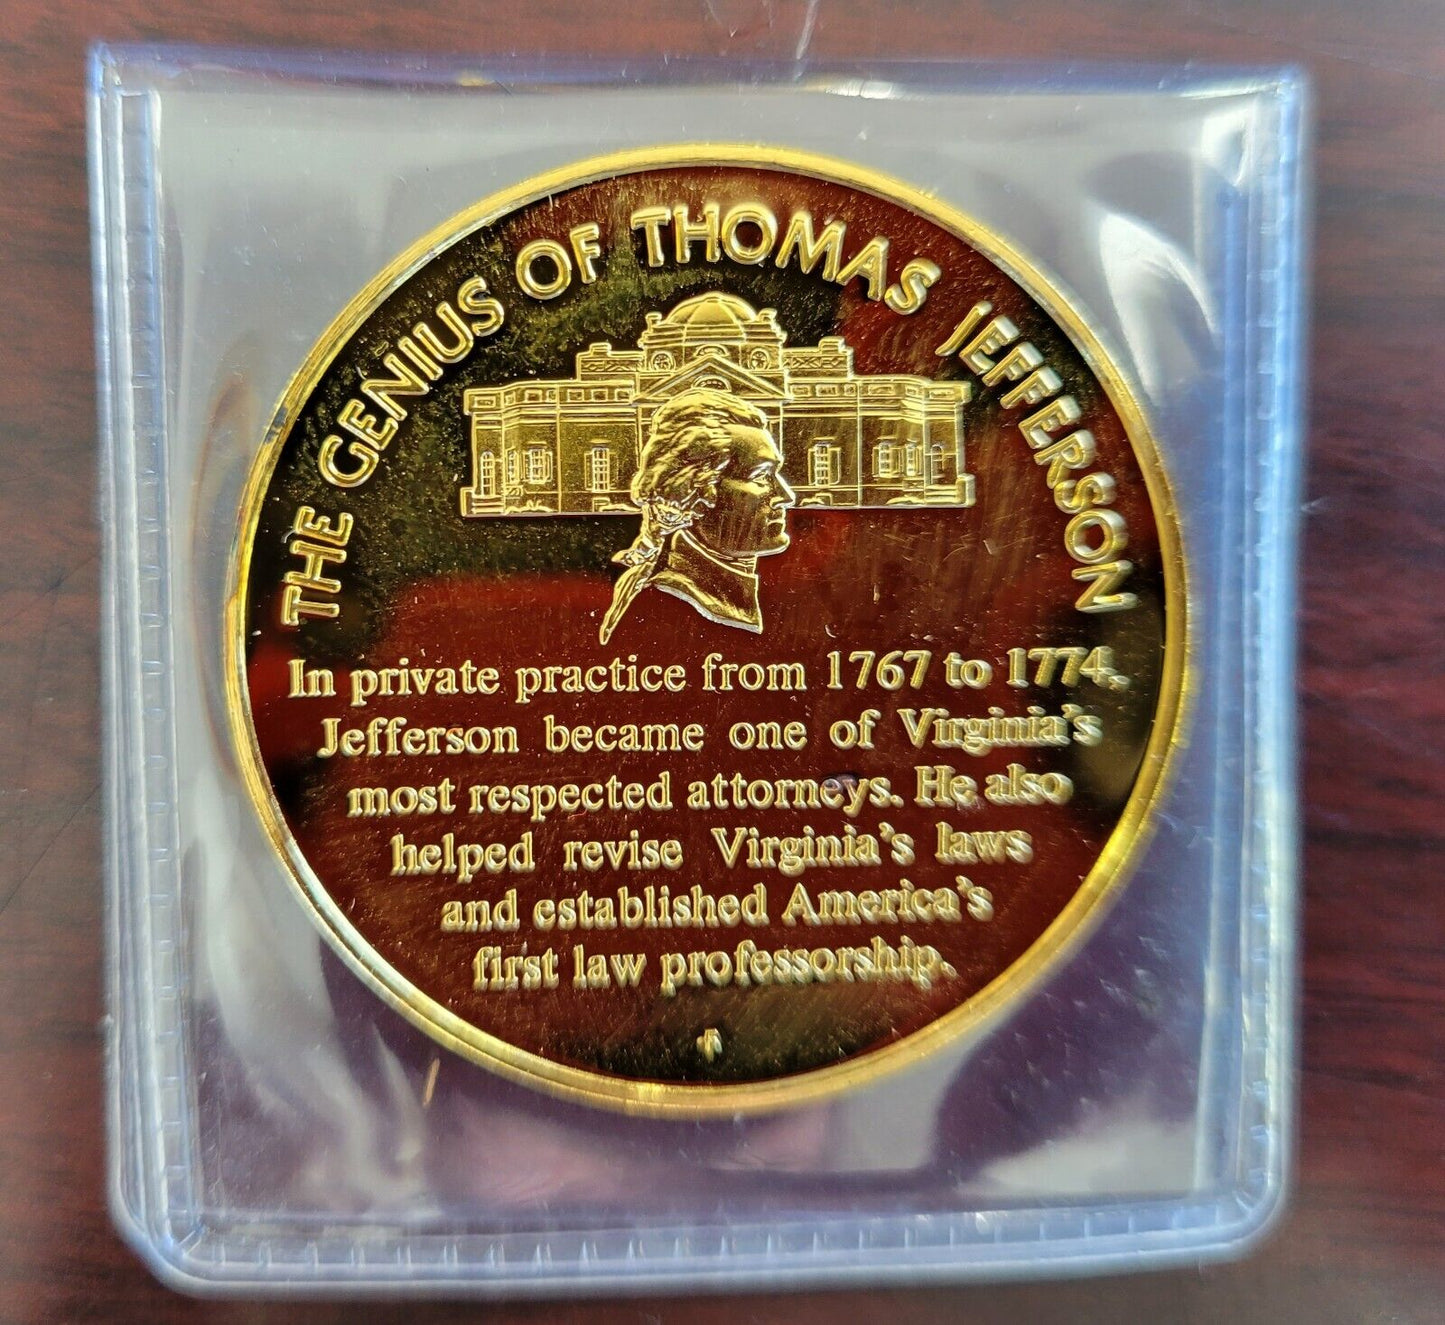 THE GENIUS OF THOMAS JEFFERSON
In private practice from 1767 to 1774,
Jefferson became one of Virginia's
most respected attorneys. He also
helped revise Virginia's laws
and established America's
first law professorship.